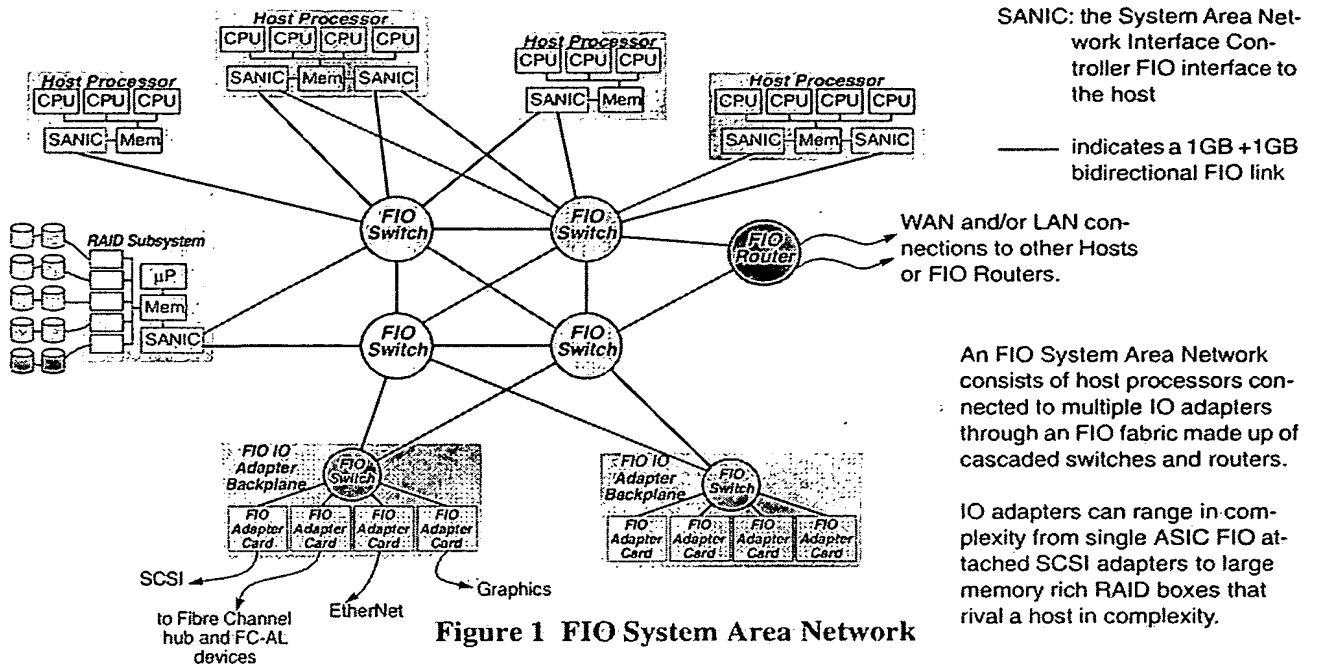 Host Processor
CPU CPU CPU CPU
SANIC Mem SANIC
Host Processor
CPU CPU CPU
SANIC Mem
Host Processor
CPU CPU CPU
SANIC Mem
Host Processor
CPU CPU CPU CPU
SANIC Mem SANIC
SANIC: the System Area Net-
work Interface Con-
troller FIO interface to
the host
indicates a 1GB +1GB
bidirectional FIO link
FIO
Switch
FIO
Switch
FIO
Router
WAN and/or LAN con-
nections to other Hosts
or FIO Routers.
RAID Subsystem
µP
Mem
SANIC
FIO
Switch
FIO
Switch
An FIO System Area Network
consists of host processors con-
nected to multiple IO adapters
through an FIO fabric made up of
cascaded switches and routers.
IO adapters can range in com-
plexity from single ASIC FIO at-
tached SCSI adapters to large
memory rich RAID boxes that
rival a host in complexity.
FIO IO
Adapter
Backplane
FIO
Switch
FIO
Adapter
Card
FIO
Adapter
Card
FIO
Adapter
Card
FIO
Adapter
Card
FIO IO
Adapter
Backplane
FIO
Switch
FIO
Adapter
Card
FIO
Adapter
Card
FIO
Adapter
Card
FIO
Adapter
Card
SCSI
to Fibre Channel
hub and FC-AL
devices
EtherNet
Graphics
Figure 1 FIO System Area Network